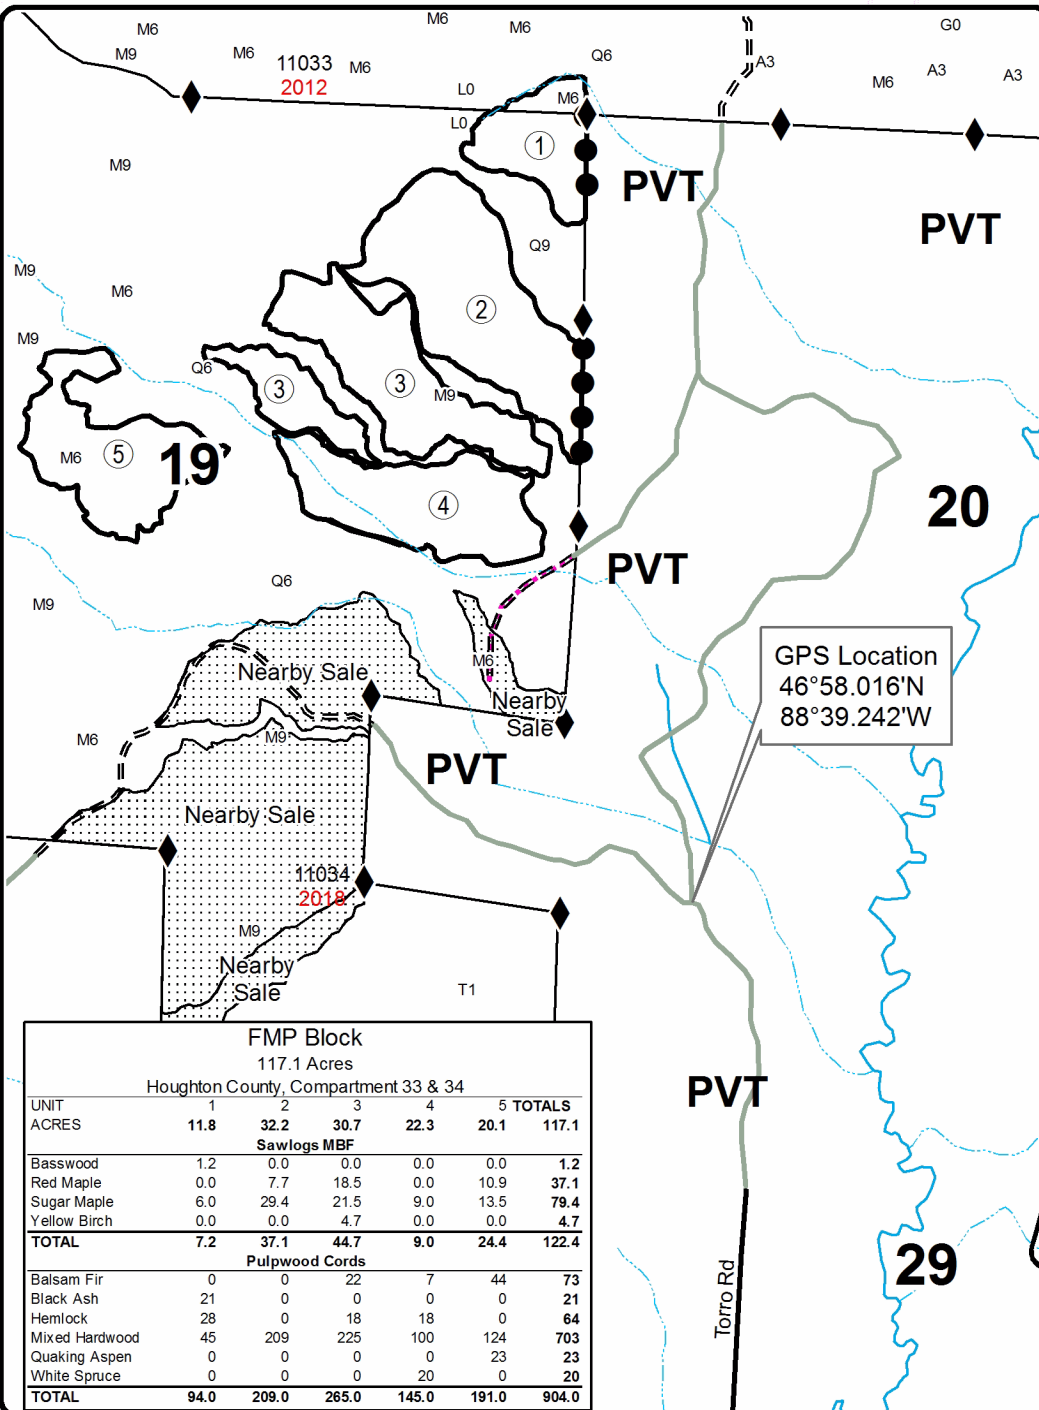 M6
M6
G0
M9
M6
11033
M6
Q6
A3
A3
A3
M6
2012
L0
M6
L0
1
M9
PVT
PVT
Q9
M9
M6
2
M9
Q6
3
3
M9
M6
5
19
4
20
PVT
Q6
M9
M6
Nearby Sale
GPS Location
46°58.016'N
88°39.242'W
Nearby
Sale
M6
M9
PVT
Nearby Sale
11034
2018
M9
Nearby
Sale
T1
PVT
FMP Block
117.1 Acres
Houghton County, Compartment 33 & 34
UNIT 1 2 3 4 5 TOTALS
ACRES 11.8 32.2 30.7 22.3 20.1 117.1
Sawlogs MBF
Basswood 1.2 0.0 0.0 0.0 0.0 1.2
Red Maple 0.0 7.7 18.5 0.0 10.9 37.1
Sugar Maple 6.0 29.4 21.5 9.0 13.5 79.4
Yellow Birch 0.0 0.0 4.7 0.0 0.0 4.7
TOTAL 7.2 37.1 44.7 9.0 24.4 122.4
Pulpwood Cords
Balsam Fir 0 0 22 7 44 73
Black Ash 21 0 0 0 0 21
Hemlock 28 0 18 18 0 64
Mixed Hardwood 45 209 225 100 124 703
Quaking Aspen 0 0 0 0 23 23
White Spruce 0 0 0 20 0 20
TOTAL 94.0 209.0 265.0 145.0 191.0 904.0
29
Torro Rd